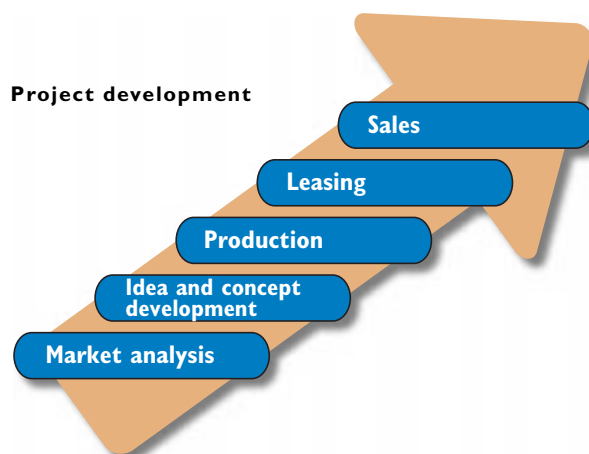 Project development
Sales
Leasing
Production
Idea and concept
development
Market analysis